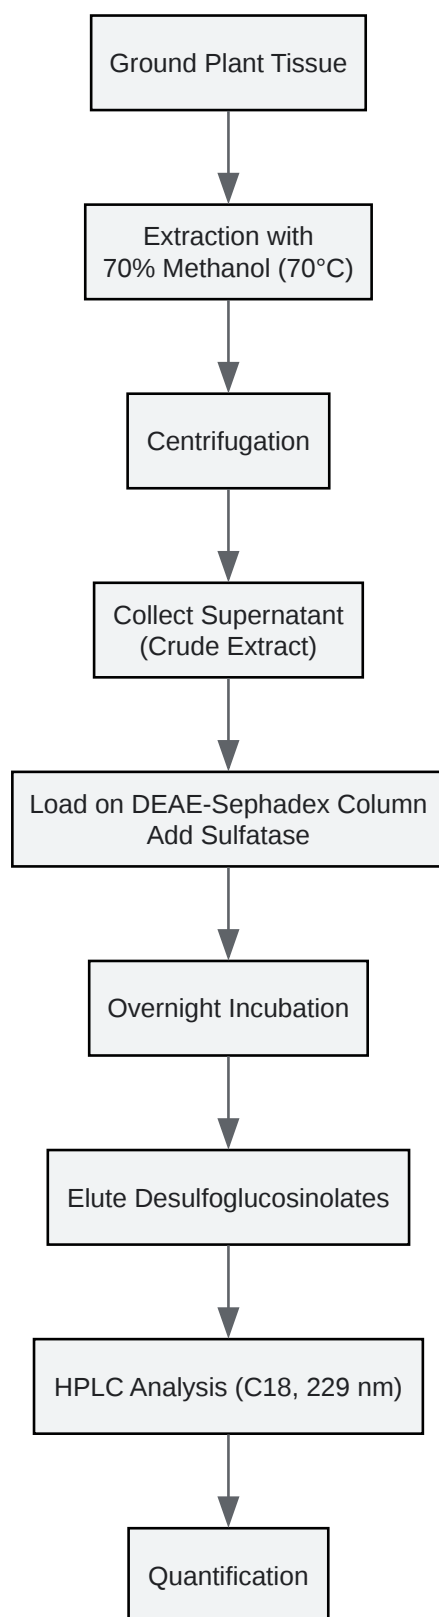 Ground Plant Tissue
Extraction with
70% Methanol (70°C)
Centrifugation
Collect Supernatant
(Crude Extract)
Load on DEAE-Sephadex Column
Add Sulfatase
Overnight Incubation
Elute Desulfoglucosinolates
HPLC Analysis (C18, 229 nm)
Quantification